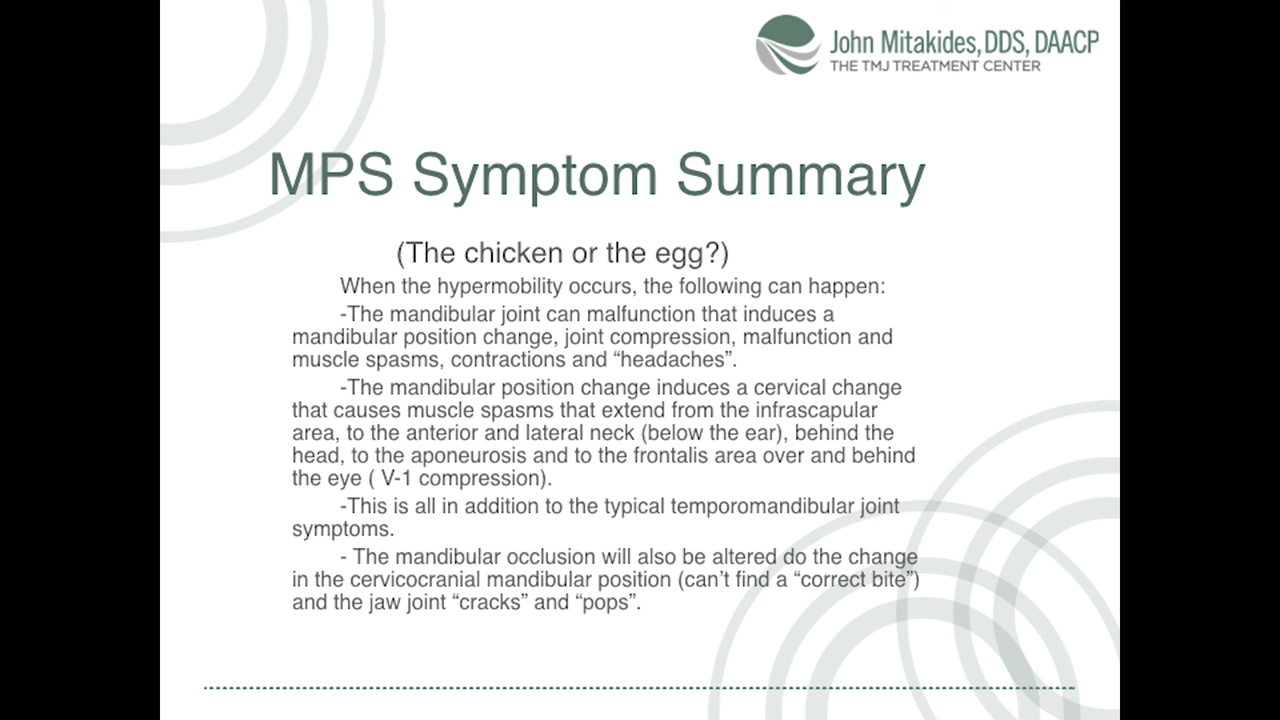 John Mitakides, DDS, DAACP
THE TMJ TREATMENT CENTER
MPS Symptom Summary
(The chicken or the egg?)
When the hypermobility occurs, the following can happen:
-The mandibular joint can malfunction that induces a
mandibular position change, joint compression, malfunction and
muscle spasms, contractions and “headaches”.
-The mandibular position change induces a cervical change
that causes muscle spasms that extend from the infrascapular
area, to the anterior and lateral neck (below the ear), behind the
head, to the aponeurosis and to the frontalis area over and behind
the eye ( V-1 compression).
-This is all in addition to the typical temporomandibular joint
symptoms.
- The mandibular occlusion will also be altered do the change
in the cervicocranial mandibular position (can’t find a “correct bite”)
and the jaw joint “cracks” and “pops”.